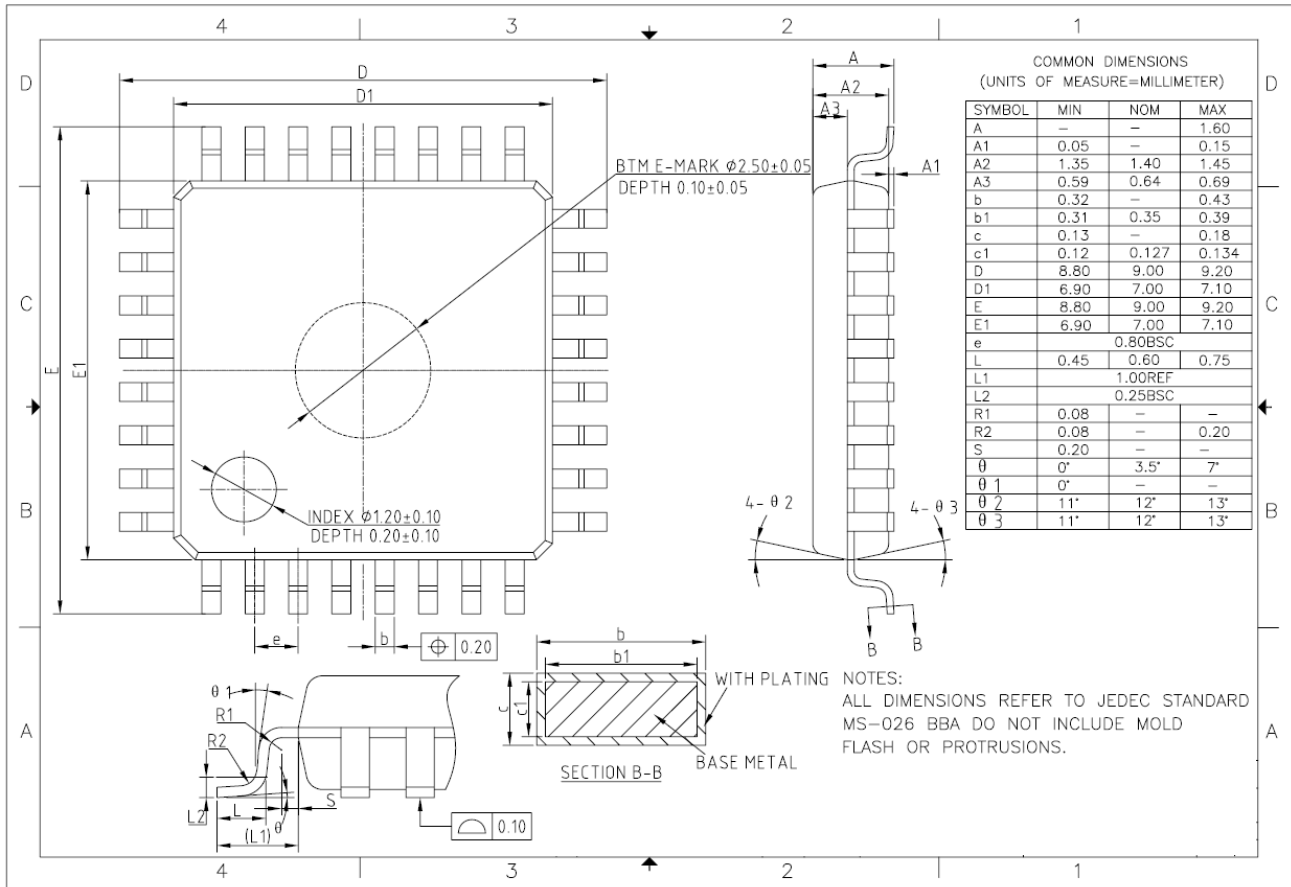 4 3 2 1
D
D
C
C
B
B
A
A
4 3 2 1
D
D1
E
E1
BTM E-MARK ϕ2.50±0.05
DEPTH 0.10±0.05
INDEX ϕ1.20±0.10
DEPTH 0.20±0.10
e
b
0.20
A
A2
A3
A1
4-θ2
4-θ3
B B
COMMON DIMENSIONS
(UNITS OF MEASURE=MILLIMETER)
SYMBOL MIN NOM MAX
A – – 1.60
A1 0.05 – 0.15
A2 1.35 1.40 1.45
A3 0.59 0.64 0.69
b 0.32 – 0.43
b1 0.31 0.35 0.39
c 0.13 – 0.18
c1 0.12 0.127 0.134
D 8.80 9.00 9.20
D1 6.90 7.00 7.10
E 8.80 9.00 9.20
E1 6.90 7.00 7.10
e 0.80BSC
L 0.45 0.60 0.75
L1 1.00REF
L2 0.25BSC
R1 0.08 – –
R2 0.08 – 0.20
S 0.20 – –
θ 0° 3.5° 7°
θ1 0° – –
θ2 11° 12° 13°
θ3 11° 12° 13°
θ1
R1
R2
L2
L
(L1)
θ
S
0.10
b
b1
c
c1
WITH PLATING
BASE METAL
SECTION B-B
NOTES:
ALL DIMENSIONS REFER TO JEDEC STANDARD
MS-026 BBA DO NOT INCLUDE MOLD
FLASH OR PROTRUSIONS.